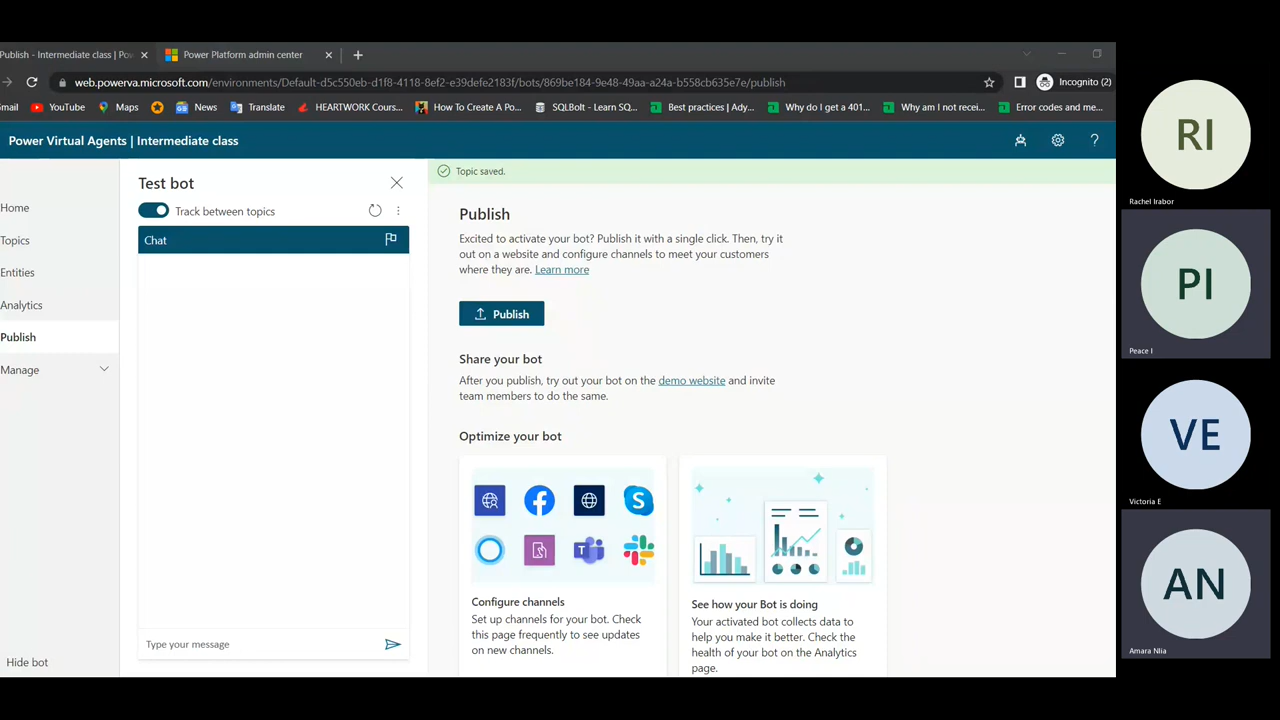 Publish - Intermediate class | Pow
Power Platform admin center
web.powerva.microsoft.com/environments/Default-d5c550eb-d1f8-4118-8ef2-e39defe2183f/bots/869be184-9e48-49aa-a24a-b558cb635e7e/publish
Incognito (2)
mail
YouTube
Maps
News
Translate
HEARTWORK Cours...
How To Create A Po...
SQLBolt - Learn SQ...
Best practices | Ady...
Why do I get a 401...
Why am I not recei...
Error codes and me...
Power Virtual Agents | Intermediate class
Home
Topics
Entities
Analytics
Publish
Manage
Hide bot
Test bot
Track between topics
Chat
Type your message
Topic saved.
Publish
Excited to activate your bot? Publish it with a single click. Then, try it
out on a website and configure channels to meet your customers
where they are. Learn more
Publish
Share your bot
After you publish, try out your bot on the demo website and invite
team members to do the same.
Optimize your bot
Configure channels
Set up channels for your bot. Check
this page frequently to see updates
on new channels.
See how your Bot is doing
Your activated bot collects data to
help you make it better. Check the
health of your bot on the Analytics
page.
RI
Rachel Irabor
PI
Peace I
VE
Victoria E
AN
Amara Nlia